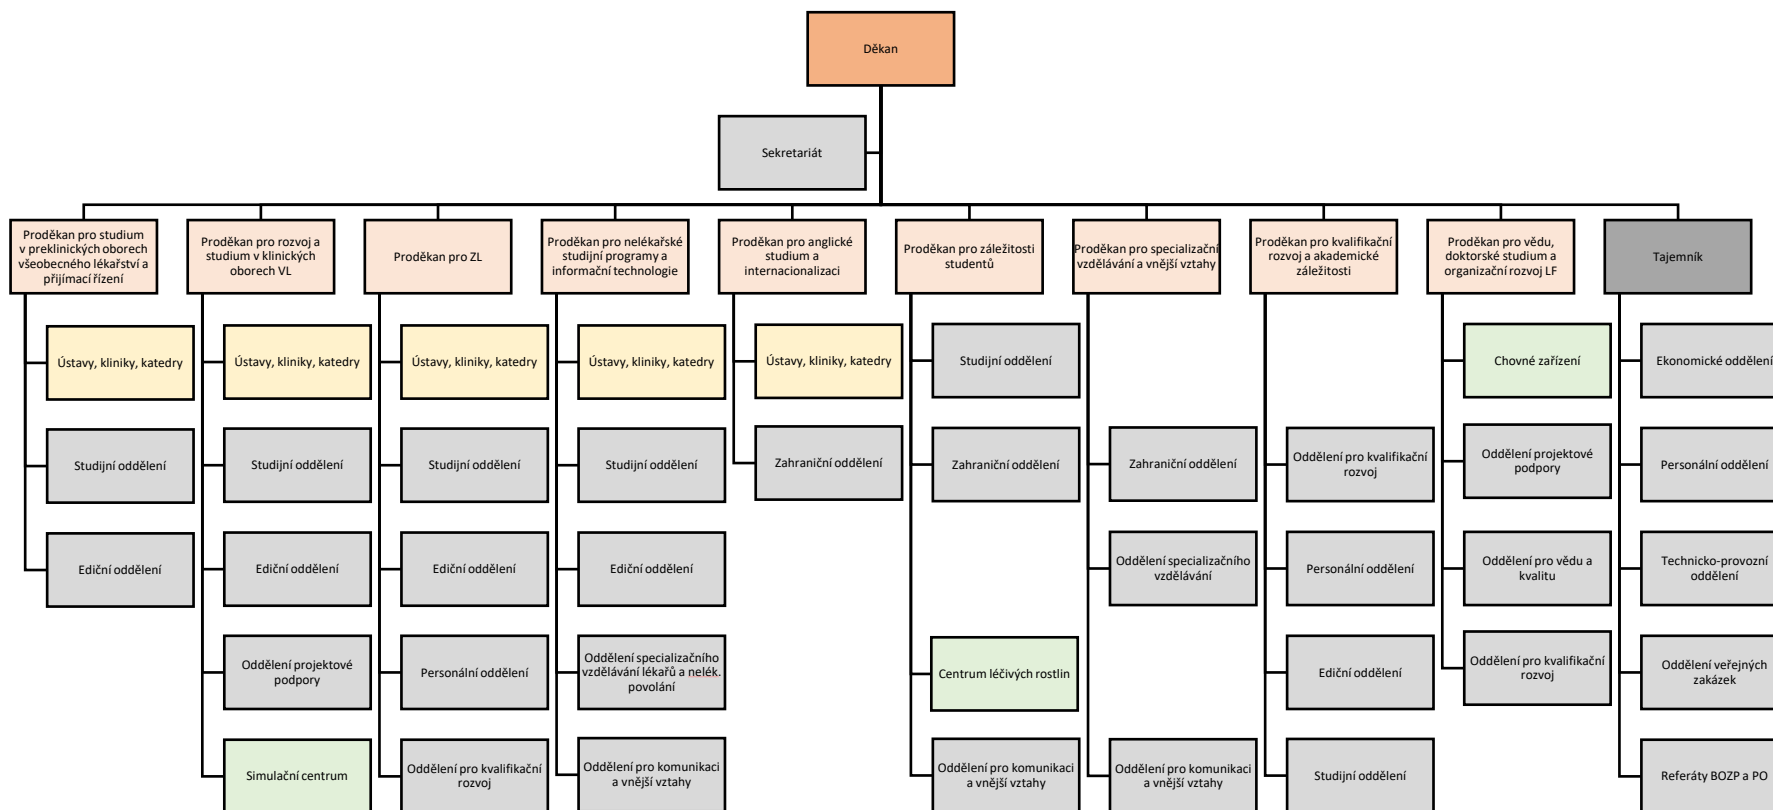 Děkan
Sekretariát
Proděkan pro studium
v preklinických oborech
všeobecného lékařství a
přijímací řízení
Proděkan pro rozvoj a
studium v klinických
oborech VL
Proděkan pro ZL
Proděkan pro nelékařské
studijní programy a
informační technologie
Proděkan pro anglické
studium a
internacionalizaci
Proděkan pro záležitosti
studentů
Proděkan pro specializační
vzdělávání a vnější vztahy
Proděkan pro kvalifikační
rozvoj a akademické
záležitosti
Proděkan pro vědu,
doktorské studium a
organizační rozvoj LF
Tajemník
Ústavy, kliniky, katedry
Ústavy, kliniky, katedry
Ústavy, kliniky, katedry
Ústavy, kliniky, katedry
Ústavy, kliniky, katedry
Studijní oddělení
Chovné zařízení
Ekonomické oddělení
Studijní oddělení
Studijní oddělení
Studijní oddělení
Studijní oddělení
Zahraniční oddělení
Zahraniční oddělení
Zahraniční oddělení
Oddělení pro kvalifikační
rozvoj
Oddělení projektové
podpory
Personální oddělení
Ediční oddělení
Ediční oddělení
Ediční oddělení
Ediční oddělení
Oddělení specializačního
vzdělávání
Personální oddělení
Oddělení pro vědu a
kvalitu
Technicko-provozní
oddělení
Oddělení projektové
podpory
Personální oddělení
Oddělení specializačního
vzdělávání lékařů a nelék.
povolání
Centrum léčivých rostlin
Ediční oddělení
Oddělení pro kvalifikační
rozvoj
Oddělení veřejných
zakázek
Simulační centrum
Oddělení pro kvalifikační
rozvoj
Oddělení pro komunikaci
a vnější vztahy
Oddělení pro komunikaci
a vnější vztahy
Oddělení pro komunikaci
a vnější vztahy
Studijní oddělení
Referáty BOZP a PO